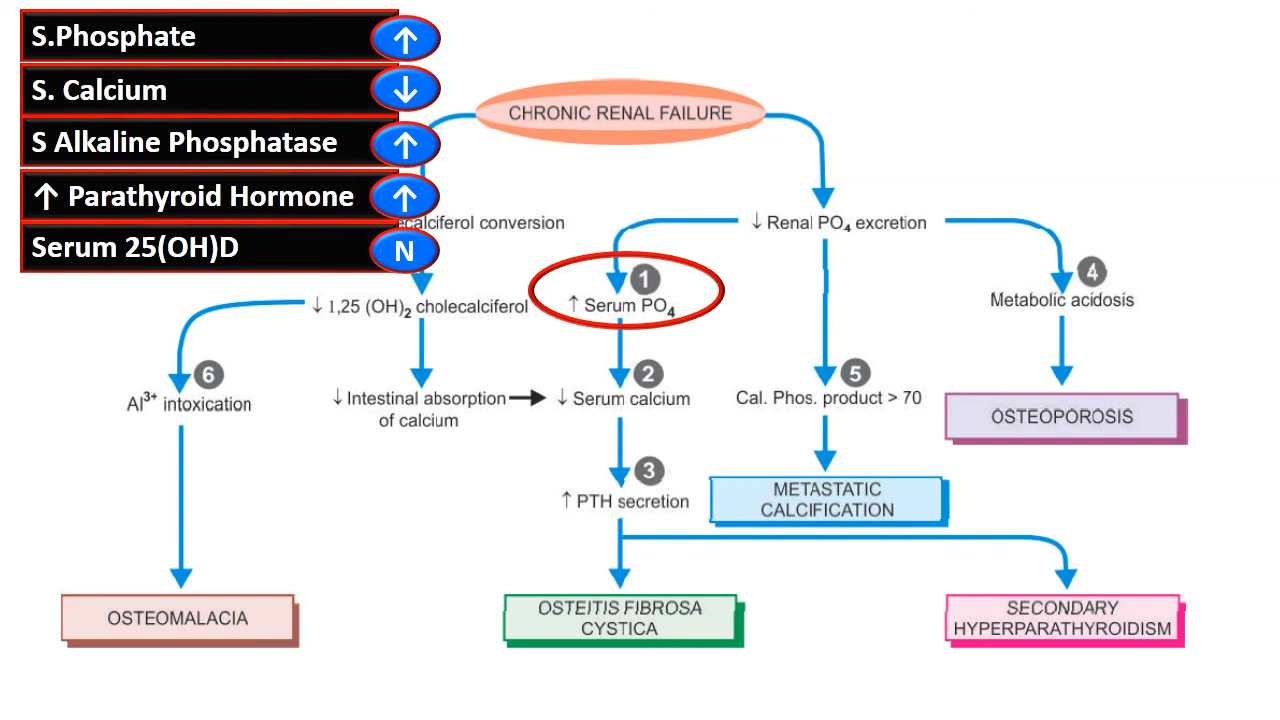 S.Phosphate ↑
S. Calcium ↓
S Alkaline Phosphatase ↑
↑ Parathyroid Hormone ↑
Serum 25(OH)D N
CHRONIC RENAL FAILURE
conversion
↓ Renal PO₄ excretion
1
↑ Serum PO₄
4
Metabolic acidosis
↓ 1,25 (OH)₂ cholecalciferol
6
Al³⁺ intoxication
↓ Intestinal absorption
of calcium
2
↓ Serum calcium
5
Cal. Phos. product > 70
OSTEOPOROSIS
3
↑ PTH secretion
METASTATIC
CALCIFICATION
OSTEOMALACIA
OSTEITIS FIBROSA
CYSTICA
SECONDARY
HYPERPARATHYROIDISM